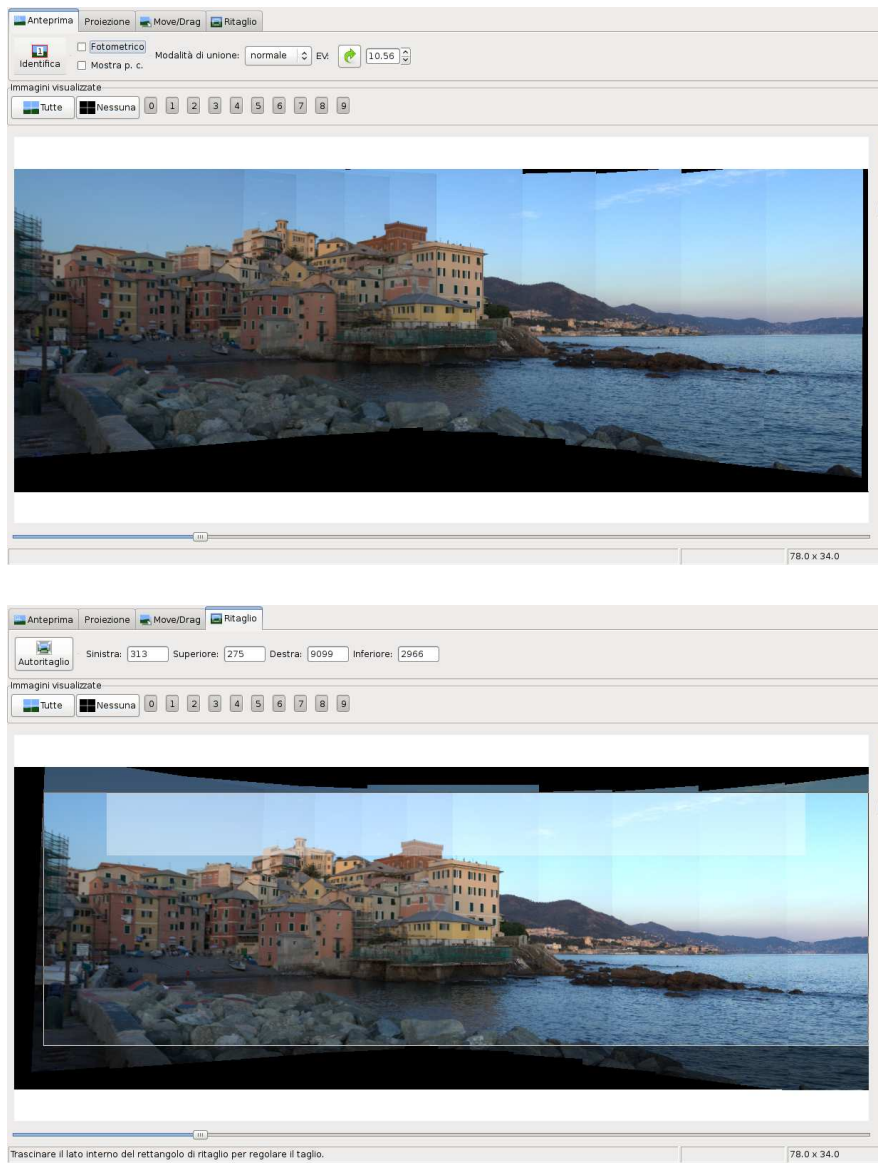 Anteprima Proiezione Move/Drag Ritaglio
Identifica Fotometrico Mostra p. c. Modalità di unione: normale EV: 10.56
Immagini visualizzate
Tutte Nessuna 0 1 2 3 4 5 6 7 8 9
78.0 x 34.0
Anteprima Proiezione Move/Drag Ritaglio
Autoritaglio Sinistra: 313 Superiore: 275 Destra: 9099 Inferiore: 2966
Immagini visualizzate
Tutte Nessuna 0 1 2 3 4 5 6 7 8 9
Trascinare il lato interno del rettangolo di ritaglio per regolare il taglio. 78.0 x 34.0